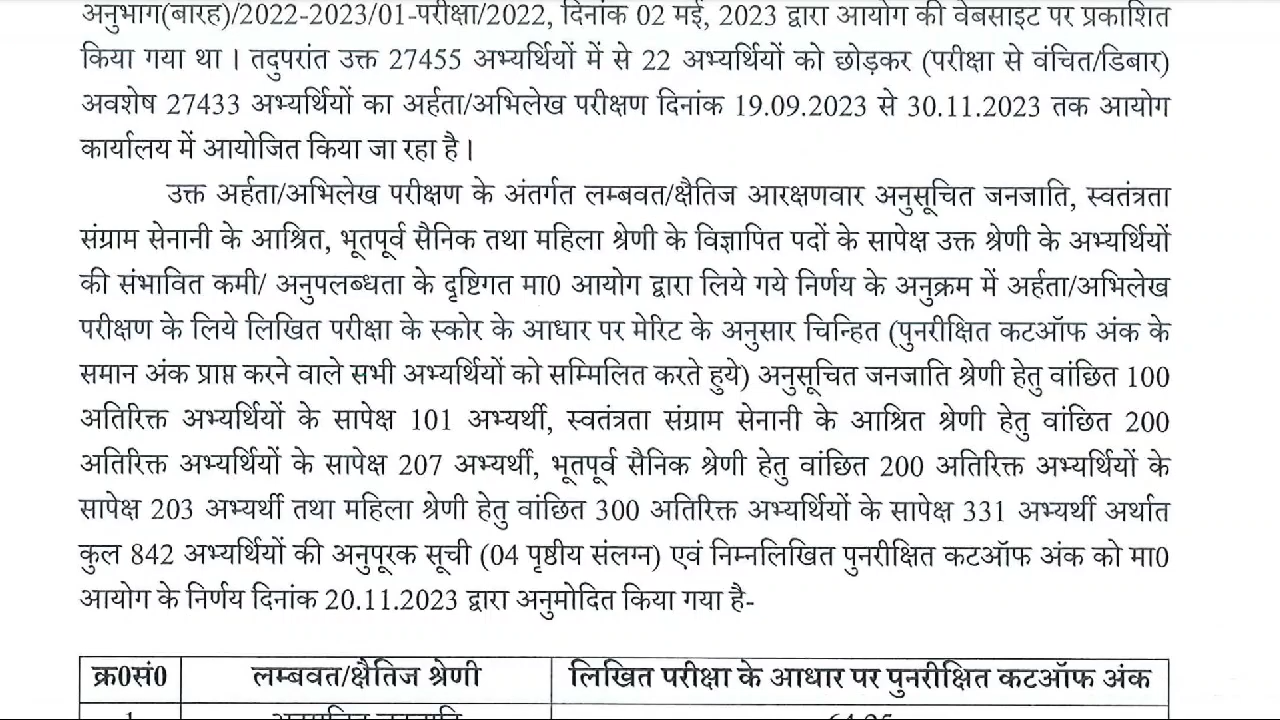 अनुभाग(बारह)/2022-2023/01-परीक्षा/2022, दिनांक 02 मई, 2023 द्वारा आयोग की वेबसाइट पर प्रकाशित
किया गया था । तदुपरांत उक्त 27455 अभ्यर्थियों में से 22 अभ्यर्थियों को छोड़कर (परीक्षा से वंचित/डिबार)
अवशेष 27433 अभ्यर्थियों का अर्हता/अभिलेख परीक्षण दिनांक 19.09.2023 से 30.11.2023 तक आयोग
कार्यालय में आयोजित किया जा रहा है ।
उक्त अर्हता/अभिलेख परीक्षण के अंतर्गत लम्बवत/क्षैतिज आरक्षणवार अनुसूचित जनजाति, स्वतंत्रता
संग्राम सेनानी के आश्रित, भूतपूर्व सैनिक तथा महिला श्रेणी के विज्ञापित पदों के सापेक्ष उक्त श्रेणी के अभ्यर्थियों
की संभावित कमी/ अनुपलब्धता के दृष्टिगत मा0 आयोग द्वारा लिये गये निर्णय के अनुक्रम में अर्हता/अभिलेख
परीक्षण के लिये लिखित परीक्षा के स्कोर के आधार पर मेरिट के अनुसार चिन्हित (पुनरीक्षित कटऑफ अंक के
समान अंक प्राप्त करने वाले सभी अभ्यर्थियों को सम्मिलित करते हुये) अनुसूचित जनजाति श्रेणी हेतु वांछित 100
अतिरिक्त अभ्यर्थियों के सापेक्ष 101 अभ्यर्थी, स्वतंत्रता संग्राम सेनानी के आश्रित श्रेणी हेतु वांछित 200
अतिरिक्त अभ्यर्थियों के सापेक्ष 207 अभ्यर्थी, भूतपूर्व सैनिक श्रेणी हेतु वांछित 200 अतिरिक्त अभ्यर्थियों के
सापेक्ष 203 अभ्यर्थी तथा महिला श्रेणी हेतु वांछित 300 अतिरिक्त अभ्यर्थियों के सापेक्ष 331 अभ्यर्थी अर्थात
कुल 842 अभ्यर्थियों की अनुपूरक सूची (04 पृष्ठीय संलग्न) एवं निम्नलिखित पुनरीक्षित कटऑफ अंक को मा0
आयोग के निर्णय दिनांक 20.11.2023 द्वारा अनुमोदित किया गया है-
क्र0सं0 लम्बवत/क्षैतिज श्रेणी लिखित परीक्षा के आधार पर पुनरीक्षित कटऑफ अंक